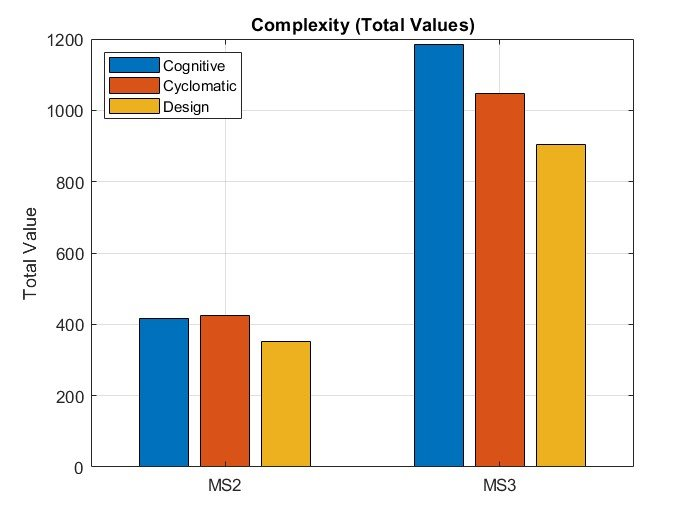 Complexity (Total Values)
1200
1000
800
600
400
200
0
Total Value
Cognitive
Cyclomatic
Design
MS2
MS3